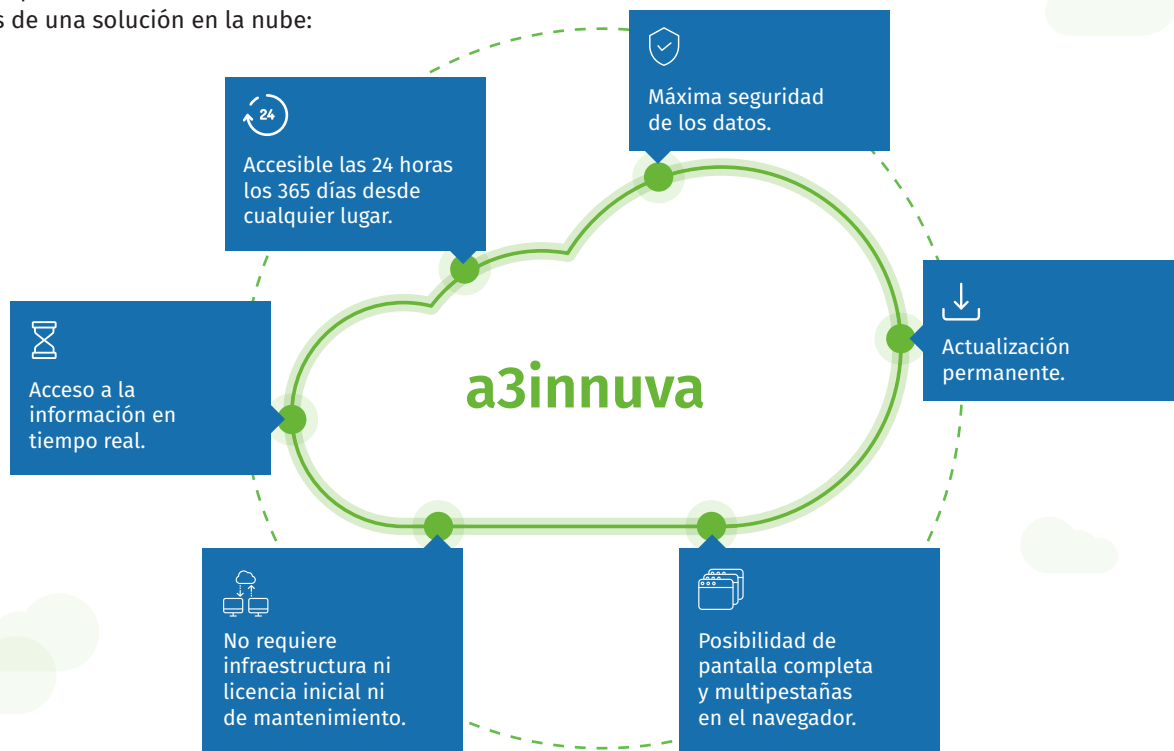 s de una solución en la nube:
Máxima seguridad
de los datos.
24
Accesible las 24 horas
los 365 días desde
cualquier lugar.
Actualización
permanente.
Acceso a la
información en
tiempo real.
a3innuva
No requiere
infraestructura ni
licencia inicial ni
de mantenimiento.
Posibilidad de
pantalla completa
y multipestañas
en el navegador.